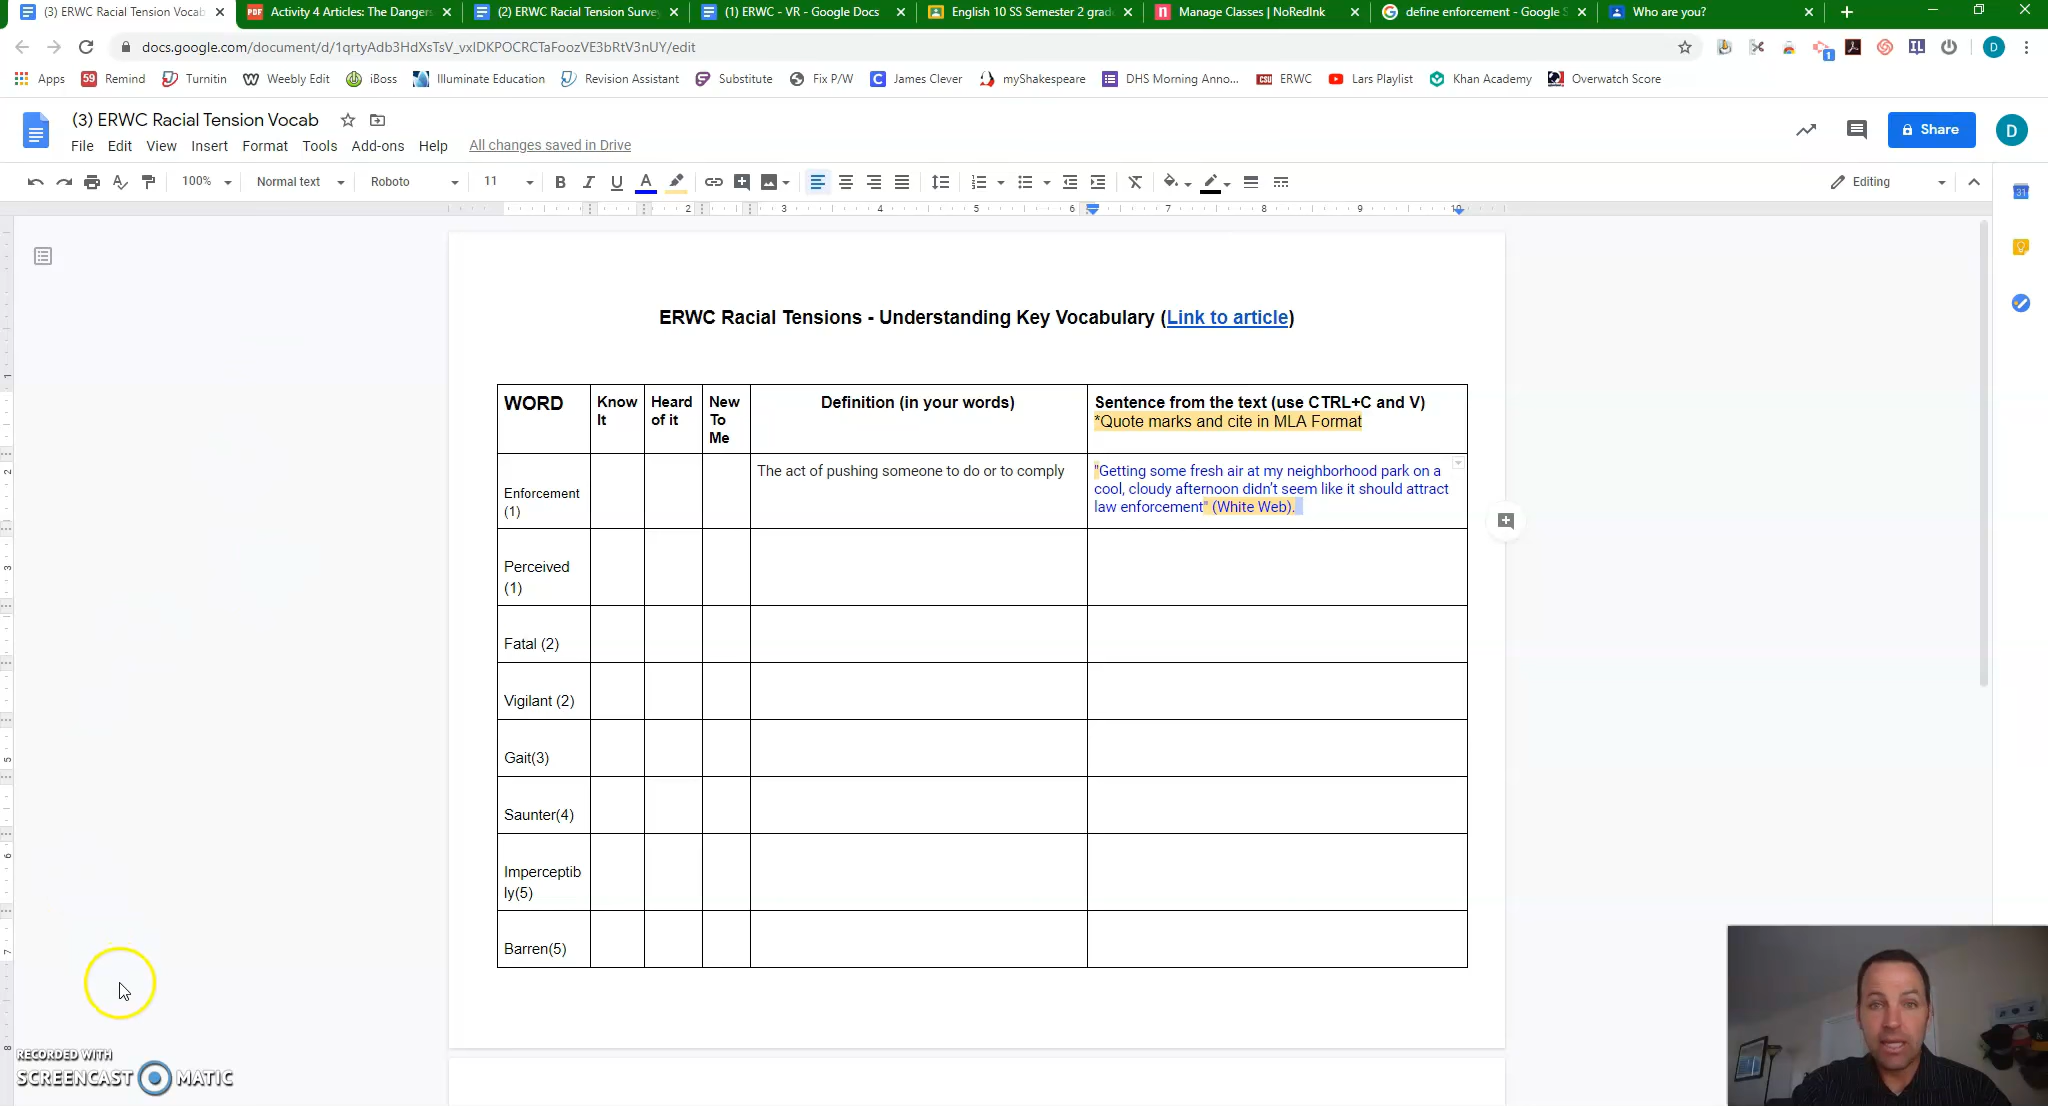 (3) ERWC Racial Tension Vocab
Activity 4 Articles: The Dangers
(2) ERWC Racial Tension Survey
(1) ERWC - VR - Google Docs
English 10 SS Semester 2 grad
Manage Classes | NoRedInk
define enforcement - Google S
Who are you?
docs.google.com/document/d/1qrtyAdb3HdXsTsV_vxIDKPOCRCTaFoozVE3bRtV3nUY/edit
Apps
59 Remind
Turnitin
Weebly Edit
iBoss
Illuminate Education
Revision Assistant
Substitute
Fix P/W
James Clever
myShakespeare
DHS Morning Anno...
ERWC
Lars Playlist
Khan Academy
Overwatch Score
(3) ERWC Racial Tension Vocab
Share
D
File Edit View Insert Format Tools Add-ons Help All changes saved in Drive
100% Normal text Roboto 11 Editing
ERWC Racial Tensions - Understanding Key Vocabulary (Link to article)
WORD
Know
It
Heard
of it
New
To
Me
Definition (in your words)
Sentence from the text (use CTRL+C and V)
*Quote marks and cite in MLA Format
Enforcement
(1)
The act of pushing someone to do or to comply
"Getting some fresh air at my neighborhood park on a
cool, cloudy afternoon didn't seem like it should attract
law enforcement" (White Web).
Perceived
(1)
Fatal (2)
Vigilant (2)
Gait(3)
Saunter(4)
Imperceptib
ly(5)
Barren(5)
RECORDED WITH
SCREENCAST MATIC